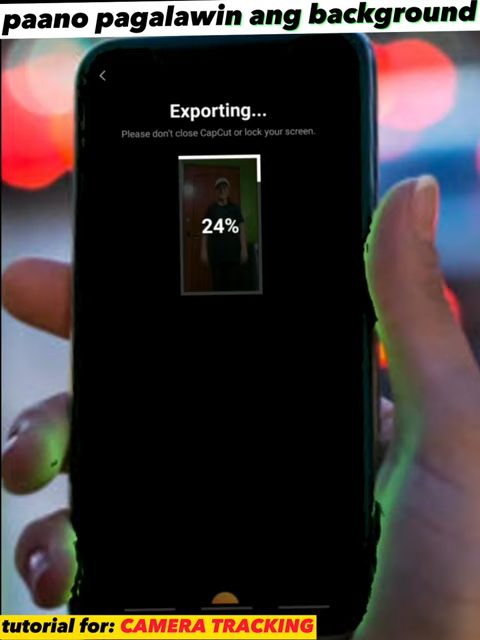 paano pagalawin ang background
Exporting...
Please don't close CapCut or lock your screen.
24%
tutorial for: CAMERA TRACKING